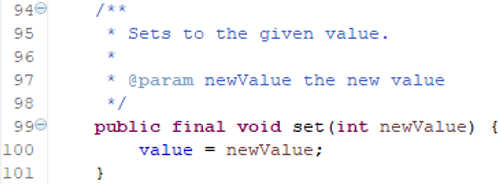 94 /**
95 * Sets to the given value.
96 *
97 * @param newValue the new value
98 */
99 public final void set(int newValue) {
100 value = newValue;
101 }